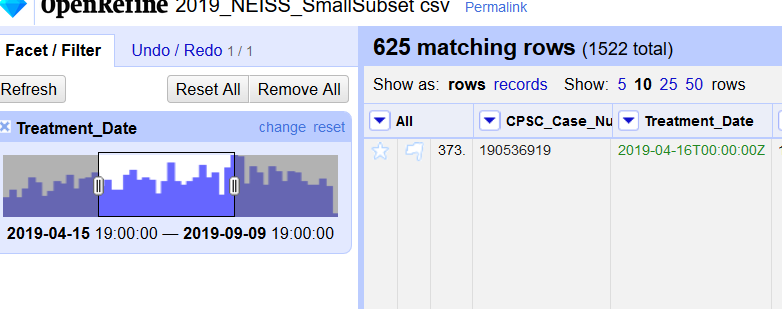 OpenRefine 2019_NEISS_SmallSubset csv Permalink
Facet / Filter Undo / Redo 1 / 1
Refresh Reset All Remove All
Treatment_Date change reset
2019-04-15 19:00:00 — 2019-09-09 19:00:00
625 matching rows (1522 total)
Show as: rows records Show: 5 10 25 50 rows
All CPSC_Case_Nu Treatment_Date
373. 190536919 2019-04-16T00:00:00Z